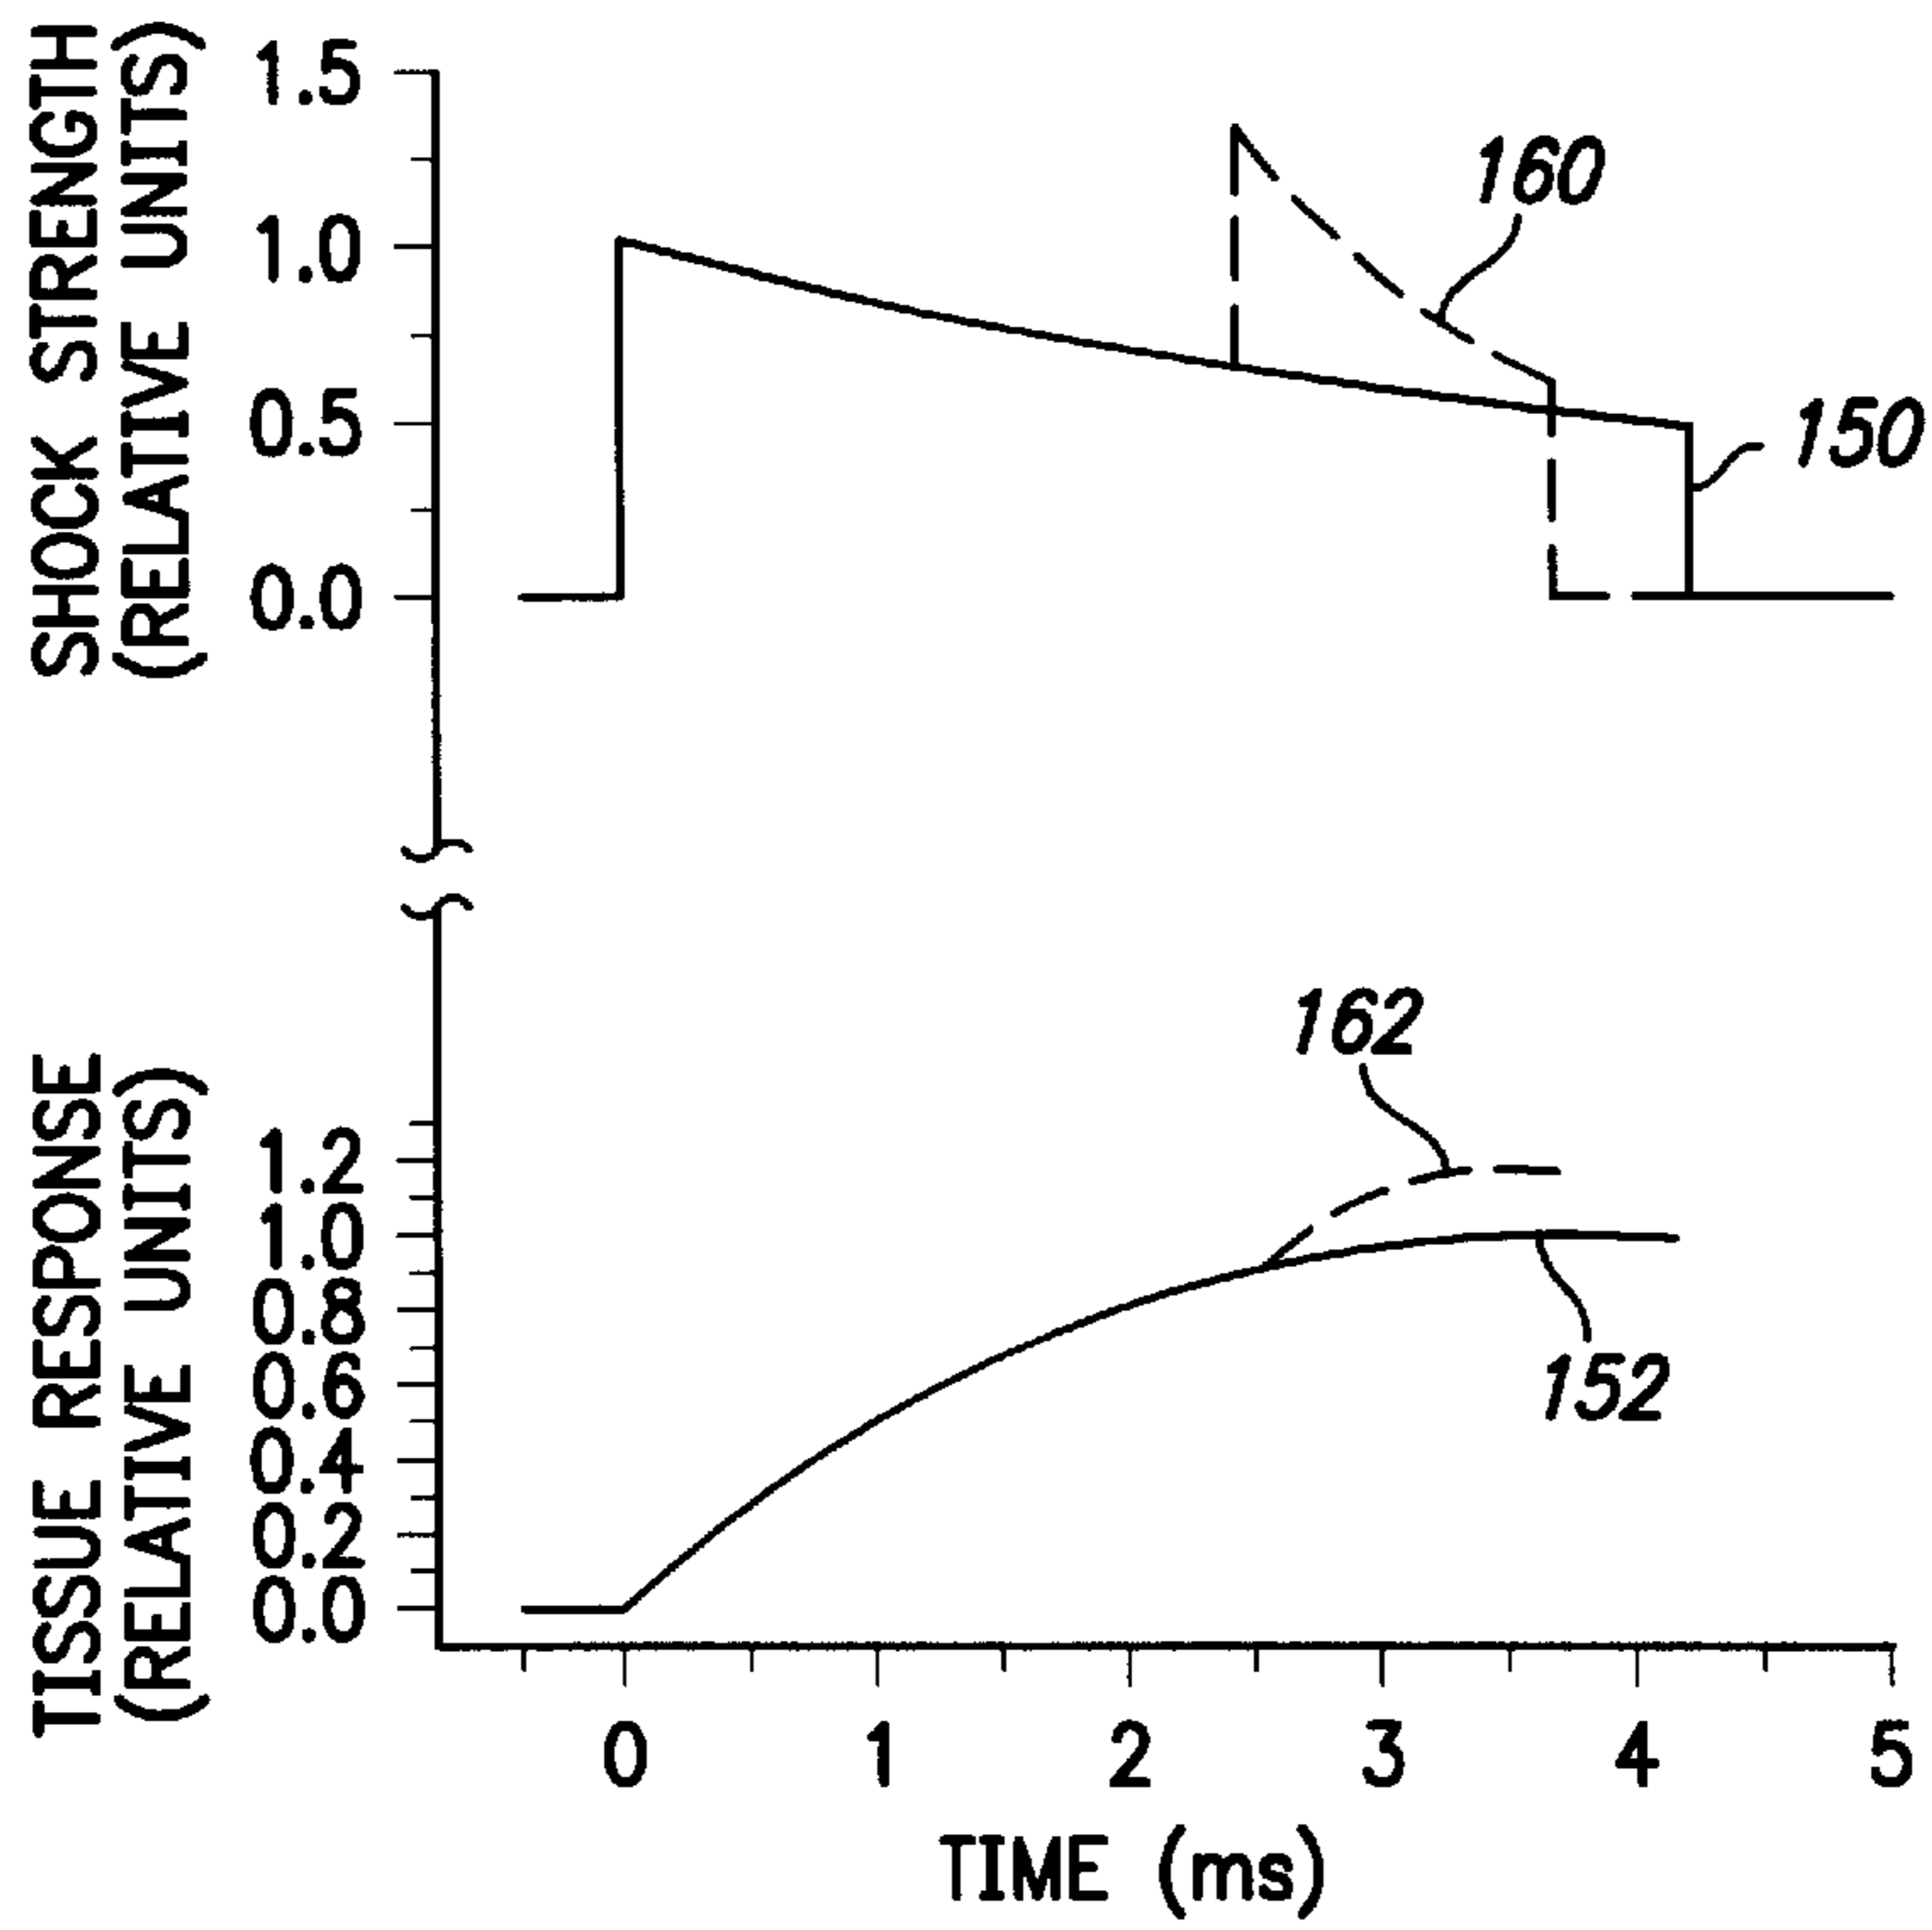 SHOCK STRENGTH
(RELATIVE UNITS)
1.5
1.0
0.5
0.0
160
150
TISSUE RESPONSE
(RELATIVE UNITS)
1.2
1.0
0.8
0.6
0.4
0.2
0.0
162
152
0 1 2 3 4 5
TIME (ms)